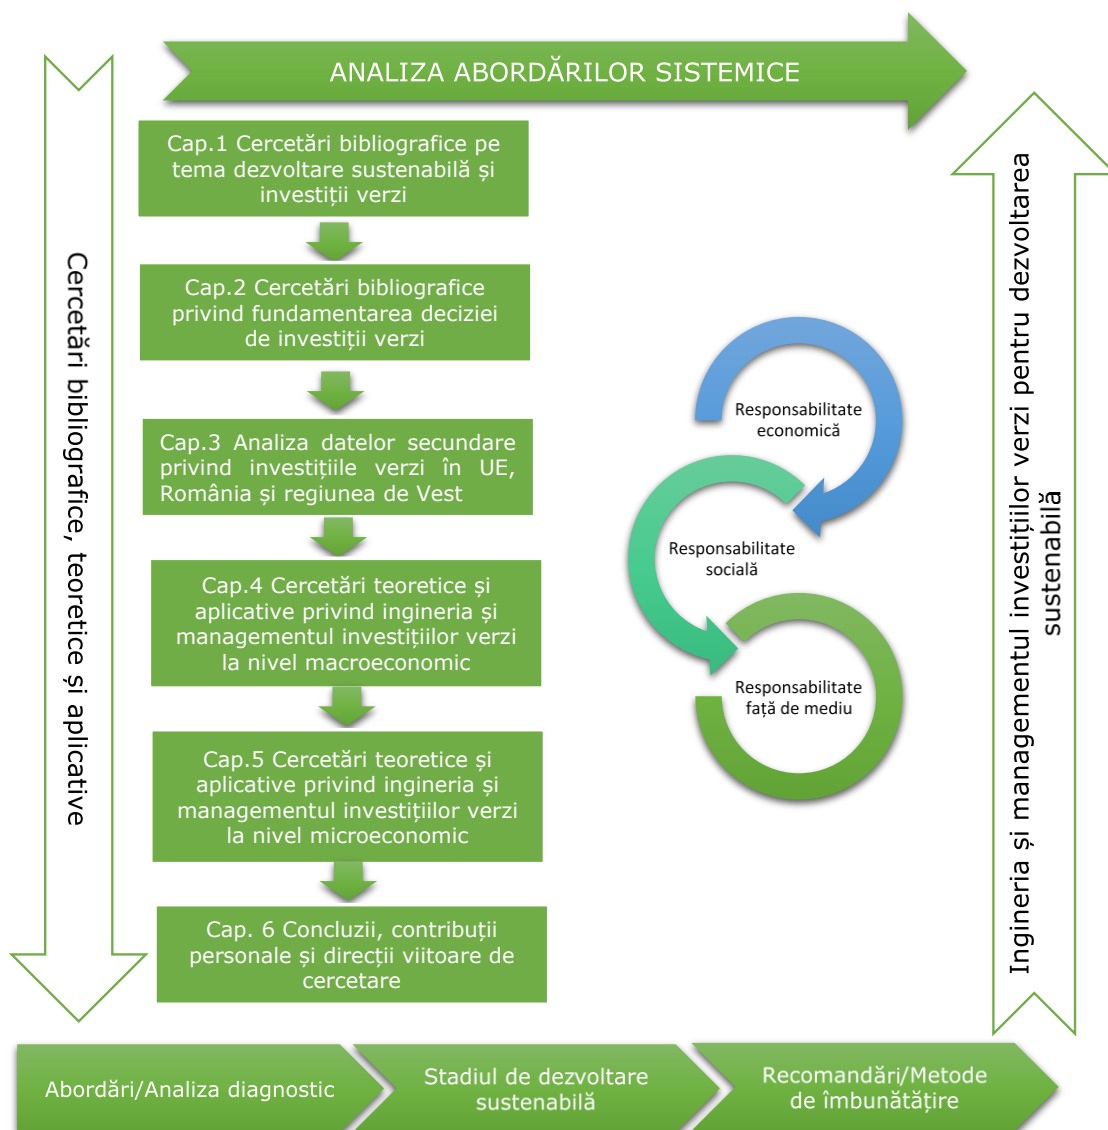 ANALIZA ABORDĂRILOR SISTEMICE
Cercetări bibliografice, teoretice și aplicative
Cap.1 Cercetări bibliografice pe
tema dezvoltare sustenabilă și
investiții verzi
Cap.2 Cercetări bibliografice
privind fundamentarea deciziei
de investiții verzi
Cap.3 Analiza datelor secundare
privind investițiile verzi în UE,
România și regiunea de Vest
Cap.4 Cercetări teoretice și
aplicative privind ingineria și
managementul investițiilor verzi
la nivel macroeconomic
Cap.5 Cercetări teoretice și
aplicative privind ingineria și
managementul investițiilor verzi
la nivel microeconomic
Cap. 6 Concluzii, contribuții
personale și direcții viitoare de
cercetare
Responsabilitate
economică
Responsabilitate
socială
Responsabilitate
față de mediu
Ingineria și managementul investițiilor verzi pentru dezvoltarea
sustenabilă
Abordări/Analiza diagnostic
Stadiul de dezvoltare
sustenabilă
Recomandări/Metode
de îmbunătățire